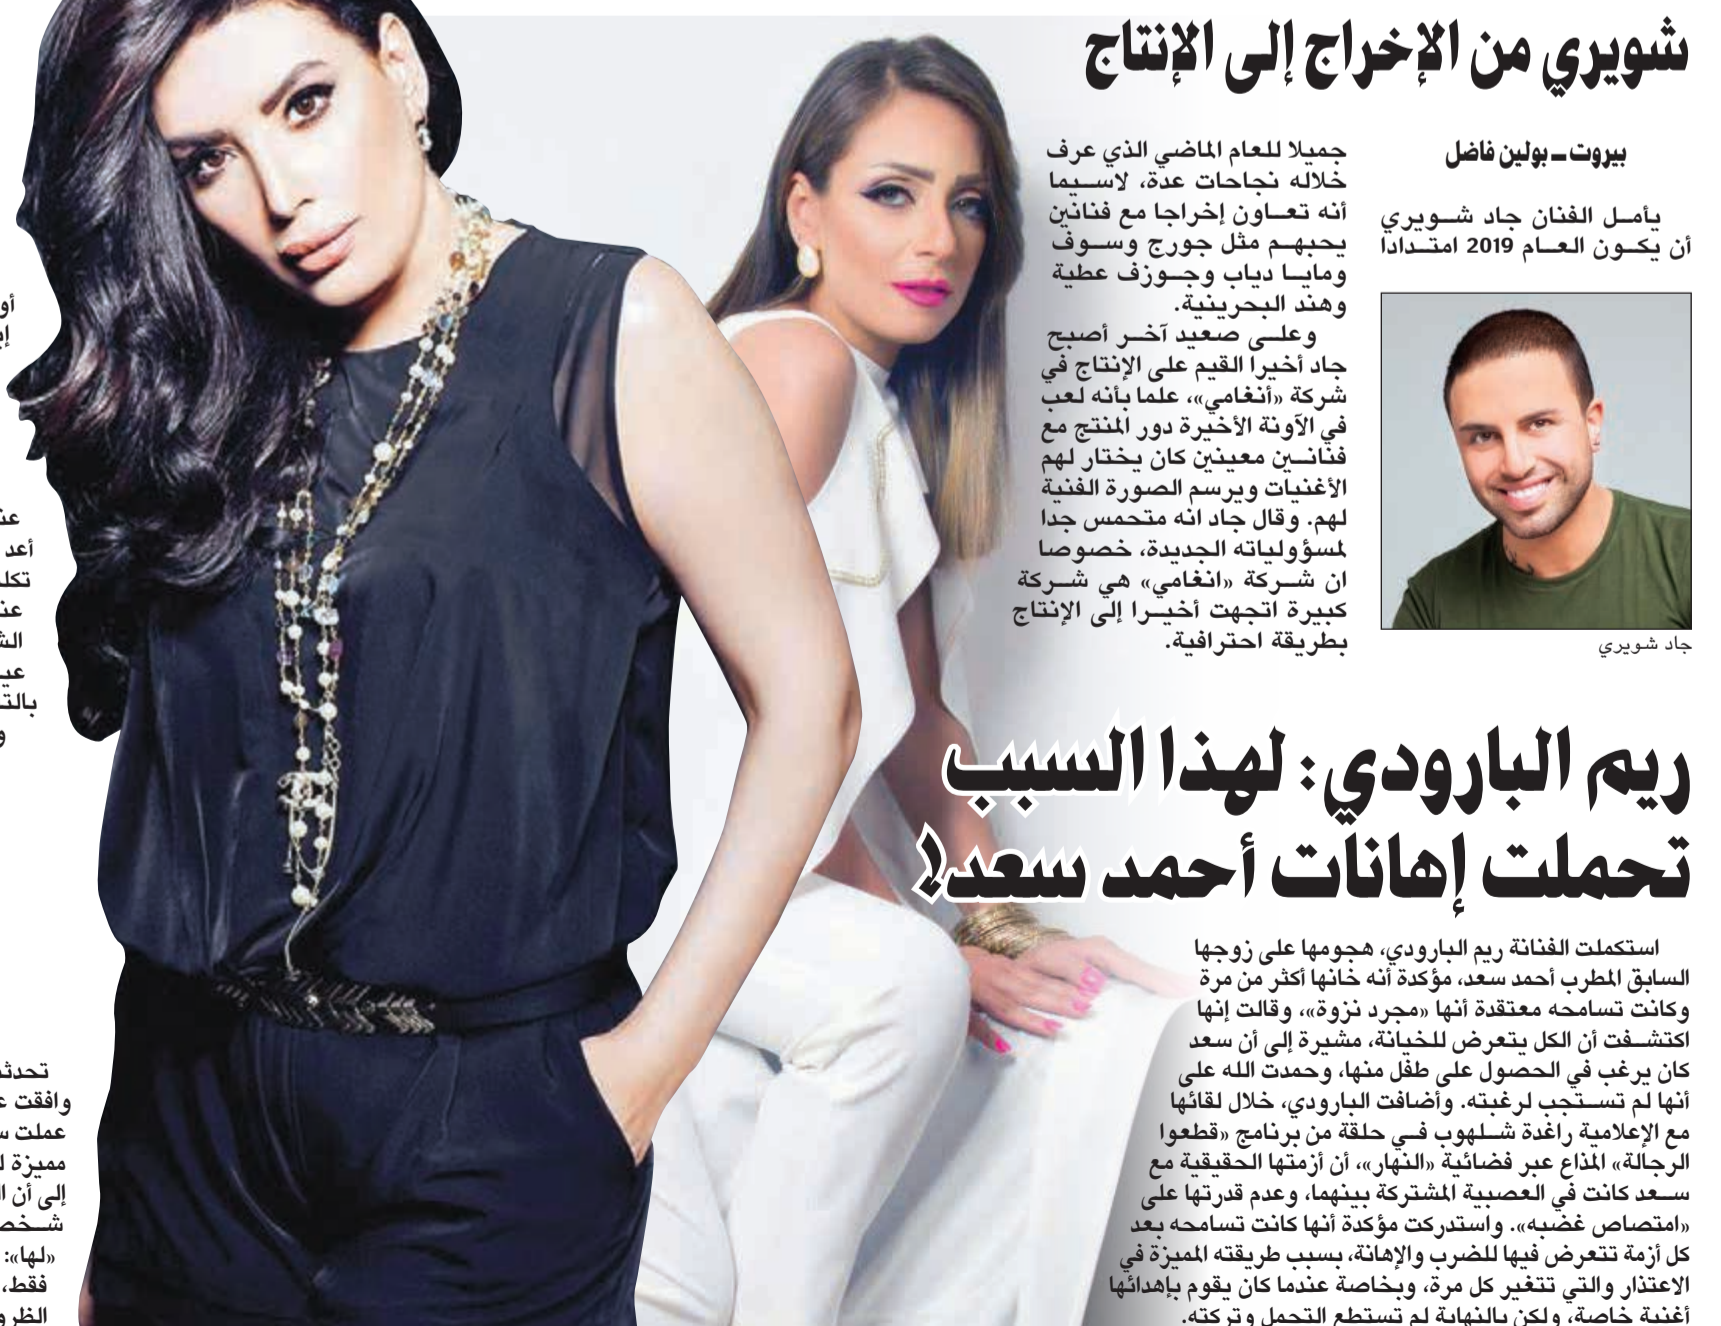 شويري من الإخراج إلى الإنتاج
بيروت ـ بولين فاضل
يأمل الفنان جاد شويري
أن يكون العام 2019 امتدادا
جميلا للعام الماضي الذي عرف
خلاله نجاحات عدة، لاسيما
أنه تعاون إخراجا مع فنانين
يحبهم مثل جورج وسوف
ومايا دياب وجوزف عطية
وهند البحرينية.
وعلى صعيد آخر أصبح
جاد أخيرا القيم على الإنتاج في
شركة «أنغامي»، علما بأنه لعب
في الآونة الأخيرة دور المنتج مع
فنانين معينين كان يختار لهم
الأغنيات ويرسم الصورة الفنية
لهم. وقال جاد انه متحمس جدا
لمسؤولياته الجديدة، خصوصا
ان شركة «انغامي» هي شركة
كبيرة اتجهت أخيرا إلى الإنتاج
بطريقة احترافية.
جاد شويري
ريم البارودي: لهذا السبب
تحملت إهانات أحمد سعد!
استكملت الفنانة ريم البارودي، هجومها على زوجها
السابق المطرب أحمد سعد، مؤكدة أنه خانها أكثر من مرة
وكانت تسامحه معتقدة أنها «مجرد نزوة»، وقالت إنها
اكتشفت أن الكل يتعرض للخيانة، مشيرة إلى أن سعد
كان يرغب في الحصول على طفل منها، وحمدت الله على
أنها لم تستجب لرغبته. وأضافت البارودي، خلال لقائها
مع الإعلامية راغدة شلهوب في حلقة من برنامج «قطعوا
الرجالة» المذاع عبر فضائية «النهار»، أن أزمتها الحقيقية مع
سعد كانت في العصبية المشتركة بينهما، وعدم قدرتها على
«امتصاص غضبه». واستدركت مؤكدة أنها كانت تسامحه بعد
كل أزمة تتعرض فيها للضرب والإهانة، بسبب طريقته المميزة في
الاعتذار والتي تتغير كل مرة، وبخاصة عندما كان يقوم بإهدائها
أغنية خاصة، ولكن بالنهاية لم تستطع التحمل وتركته.
أو
أعد
بالت
و
وافقت
عملت
مميزة
إلى أن
«لها»:
فقط،